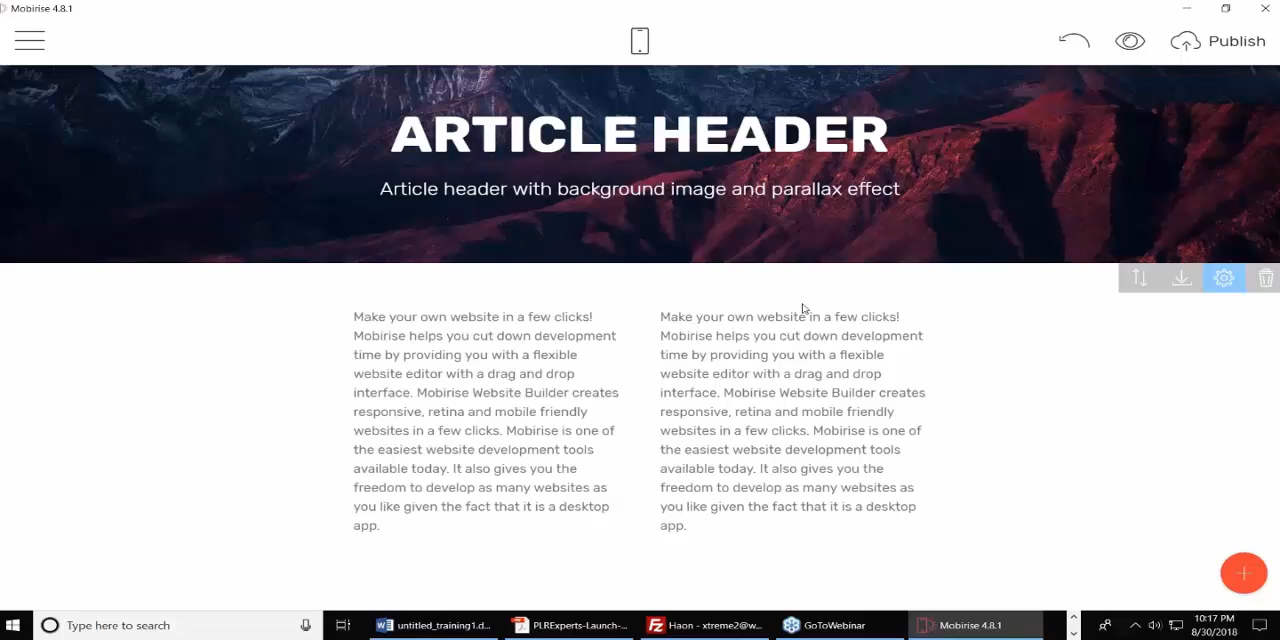 Mobirise 4.8.1
Publish
ARTICLE HEADER
Article header with background image and parallax effect
Make your own website in a few clicks!
Mobirise helps you cut down development
time by providing you with a flexible
website editor with a drag and drop
interface. Mobirise Website Builder creates
responsive, retina and mobile friendly
websites in a few clicks. Mobirise is one of
the easiest website development tools
available today. It also gives you the
freedom to develop as many websites as
you like given the fact that it is a desktop
app.
Make your own website in a few clicks!
Mobirise helps you cut down development
time by providing you with a flexible
website editor with a drag and drop
interface. Mobirise Website Builder creates
responsive, retina and mobile friendly
websites in a few clicks. Mobirise is one of
the easiest website development tools
available today. It also gives you the
freedom to develop as many websites as
you like given the fact that it is a desktop
app.
Type here to search
untitled_training1.d...
PLRExperts-Launch-...
Haon - xtreme2@w...
GoToWebinar
Mobirise 4.8.1
10:17 PM
8/30/2018